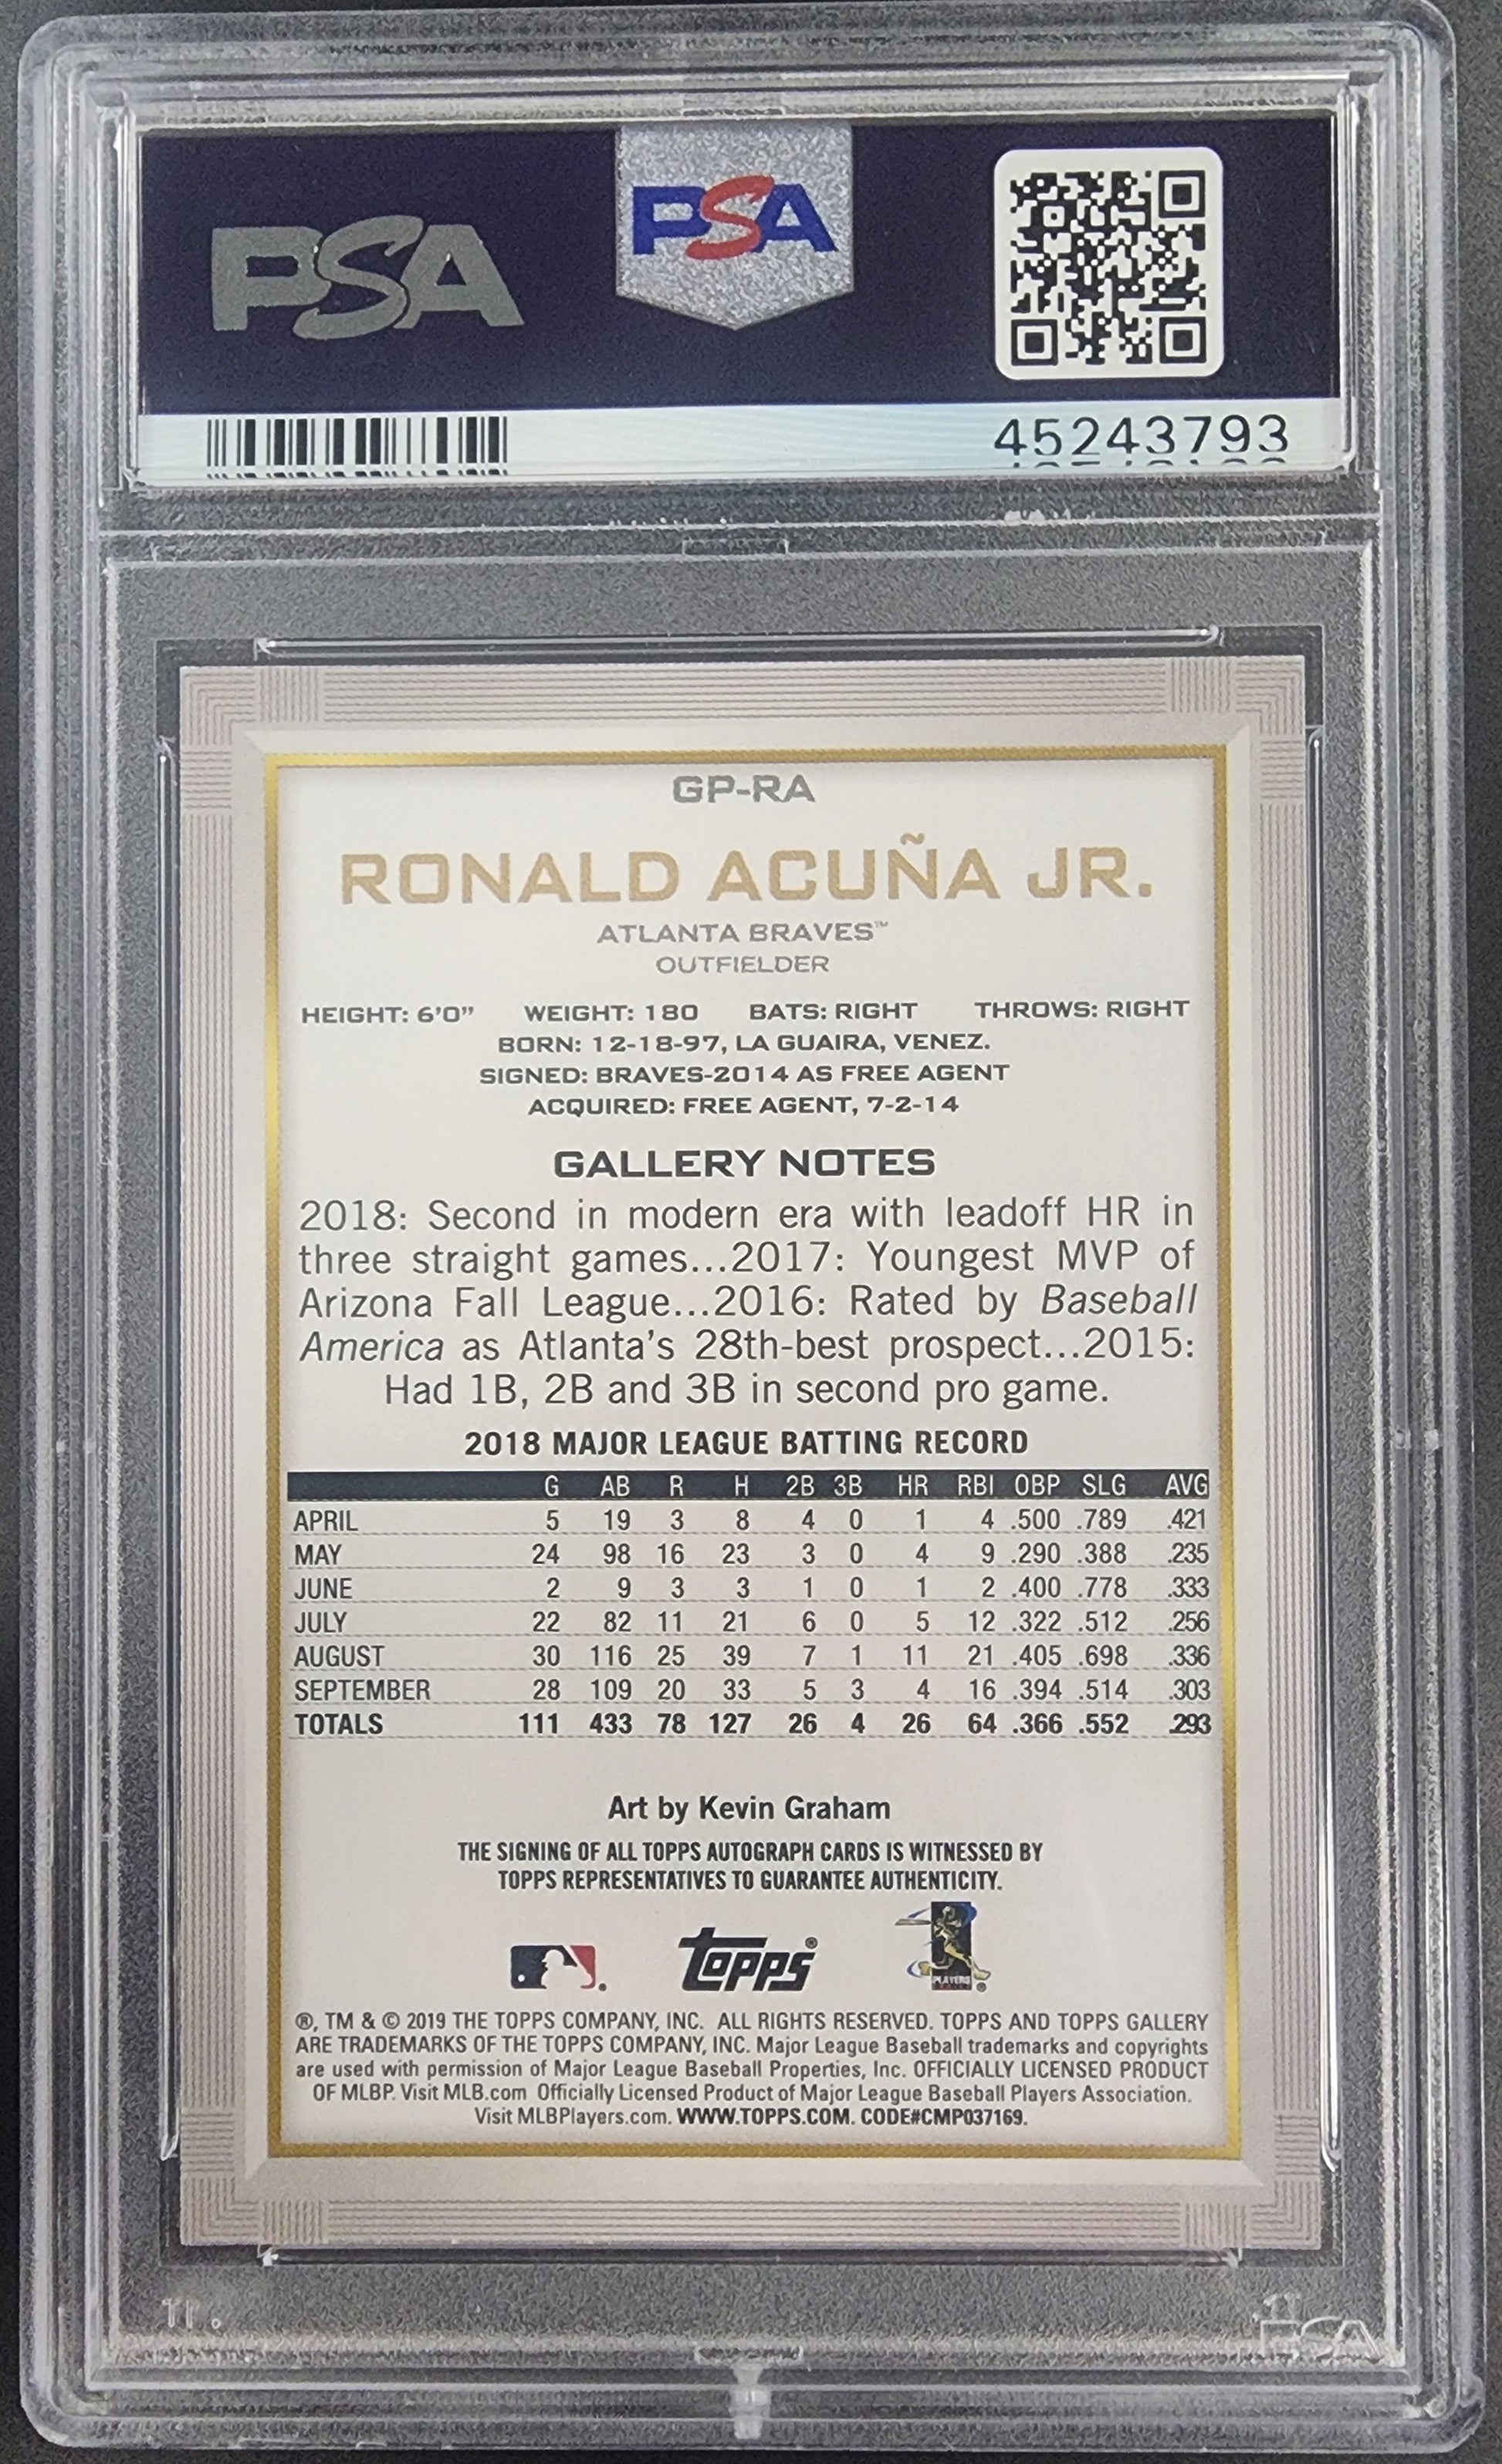 PSA
PSA
45243793
GP-RA
RONALD ACUÑA JR.
ATLANTA BRAVES™
OUTFIELDER
HEIGHT: 6'0" WEIGHT: 180 BATS: RIGHT THROWS: RIGHT
BORN: 12-18-97, LA GUAIRA, VENEZ.
SIGNED: BRAVES-2014 AS FREE AGENT
ACQUIRED: FREE AGENT, 7-2-14
GALLERY NOTES
2018: Second in modern era with leadoff HR in
three straight games...2017: Youngest MVP of
Arizona Fall League...2016: Rated by Baseball
America as Atlanta's 28th-best prospect...2015:
Had 1B, 2B and 3B in second pro game.
2018 MAJOR LEAGUE BATTING RECORD
G AB R H 2B 3B HR RBI OBP SLG AVG
APRIL 5 19 3 8 4 0 1 4 .500 .789 .421
MAY 24 98 16 23 3 0 4 9 .290 .388 .235
JUNE 2 9 3 3 1 0 1 2 .400 .778 .333
JULY 22 82 11 21 6 0 5 12 .322 .512 .256
AUGUST 30 116 25 39 7 1 11 21 .405 .698 .336
SEPTEMBER 28 109 20 33 5 3 4 16 .394 .514 .303
TOTALS 111 433 78 127 26 4 26 64 .366 .552 .293
Art by Kevin Graham
THE SIGNING OF ALL TOPPS AUTOGRAPH CARDS IS WITNESSED BY
TOPPS REPRESENTATIVES TO GUARANTEE AUTHENTICITY.
Topps®
PLAYERS
®, TM & © 2019 THE TOPPS COMPANY, INC. ALL RIGHTS RESERVED. TOPPS AND TOPPS GALLERY
ARE TRADEMARKS OF THE TOPPS COMPANY, INC. Major League Baseball trademarks and copyrights
are used with permission of Major League Baseball Properties, Inc. OFFICIALLY LICENSED PRODUCT
OF MLBP. Visit MLB.com Officially Licensed Product of Major League Baseball Players Association.
Visit MLBPlayers.com. WWW.TOPPS.COM. CODE#CMP037169.
PSA